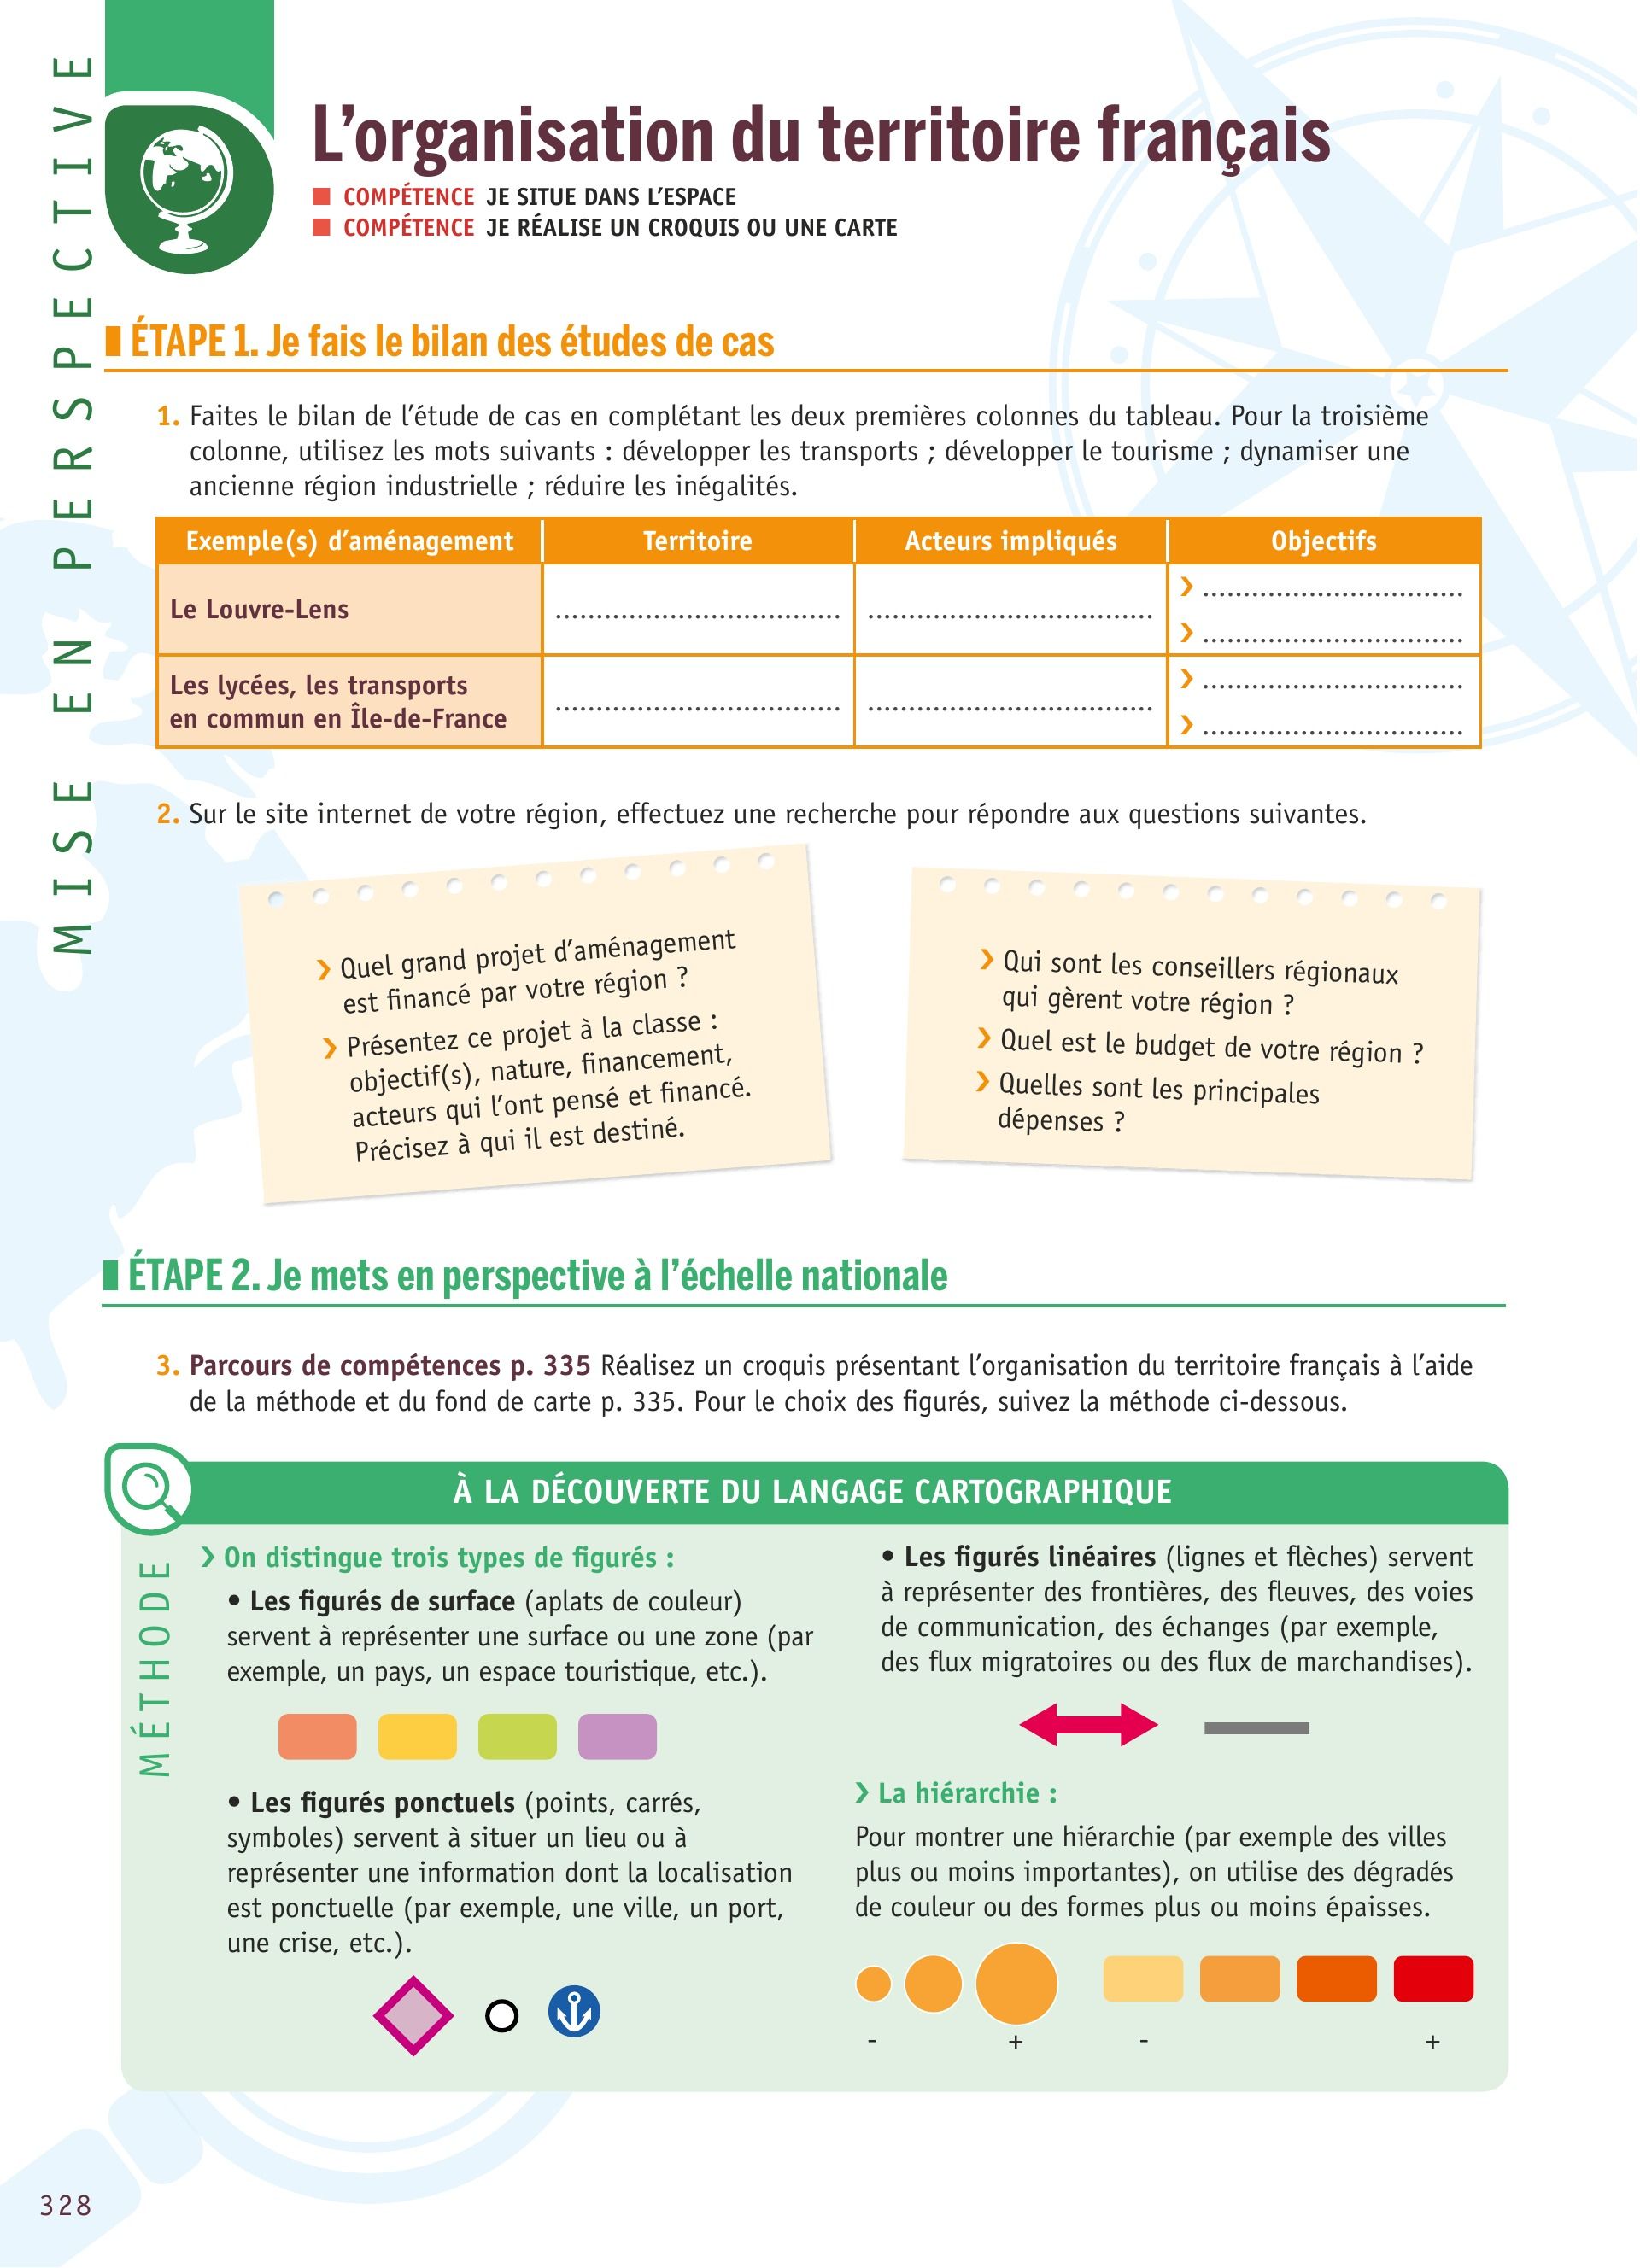 MISE EN PERSPECTIVE
L’organisation du territoire français
COMPÉTENCE JE SITUE DANS L’ESPACE
COMPÉTENCE JE RÉALISE UN CROQUIS OU UNE CARTE
ÉTAPE 1. Je fais le bilan des études de cas
1. Faites le bilan de l’étude de cas en complétant les deux premières colonnes du tableau. Pour la troisième
colonne, utilisez les mots suivants : développer les transports ; développer le tourisme ; dynamiser une
ancienne région industrielle ; réduire les inégalités.
Exemple(s) d’aménagement Territoire Acteurs impliqués Objectifs
Le Louvre-Lens
Les lycées, les transports
en commun en Île-de-France
2. Sur le site internet de votre région, effectuez une recherche pour répondre aux questions suivantes.
› Quel grand projet d’aménagement
est financé par votre région ?
› Présentez ce projet à la classe :
objectif(s), nature, financement,
acteurs qui l’ont pensé et financé.
Précisez à qui il est destiné.
› Qui sont les conseillers régionaux
qui gèrent votre région ?
› Quel est le budget de votre région ?
› Quelles sont les principales
dépenses ?
ÉTAPE 2. Je mets en perspective à l’échelle nationale
3. Parcours de compétences p. 335 Réalisez un croquis présentant l’organisation du territoire français à l’aide
de la méthode et du fond de carte p. 335. Pour le choix des figurés, suivez la méthode ci-dessous.
À LA DÉCOUVERTE DU LANGAGE CARTOGRAPHIQUE
MÉTHODE
› On distingue trois types de figurés :
• Les figurés de surface (aplats de couleur)
servent à représenter une surface ou une zone (par
exemple, un pays, un espace touristique, etc.).
• Les figurés ponctuels (points, carrés,
symboles) servent à situer un lieu ou à
représenter une information dont la localisation
est ponctuelle (par exemple, une ville, un port,
une crise, etc.).
• Les figurés linéaires (lignes et flèches) servent
à représenter des frontières, des fleuves, des voies
de communication, des échanges (par exemple,
des flux migratoires ou des flux de marchandises).
› La hiérarchie :
Pour montrer une hiérarchie (par exemple des villes
plus ou moins importantes), on utilise des dégradés
de couleur ou des formes plus ou moins épaisses.
- + - +
328